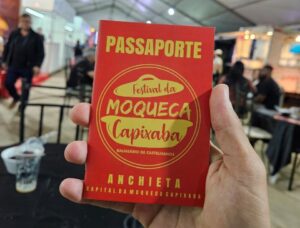 PASSAPORTE
Festival da
MOQUECA
Capixaba
BALNEÁRIO DE CASTELHANOS
ANCHIETA
CAPITAL DA MOQUECA CAPIXABA